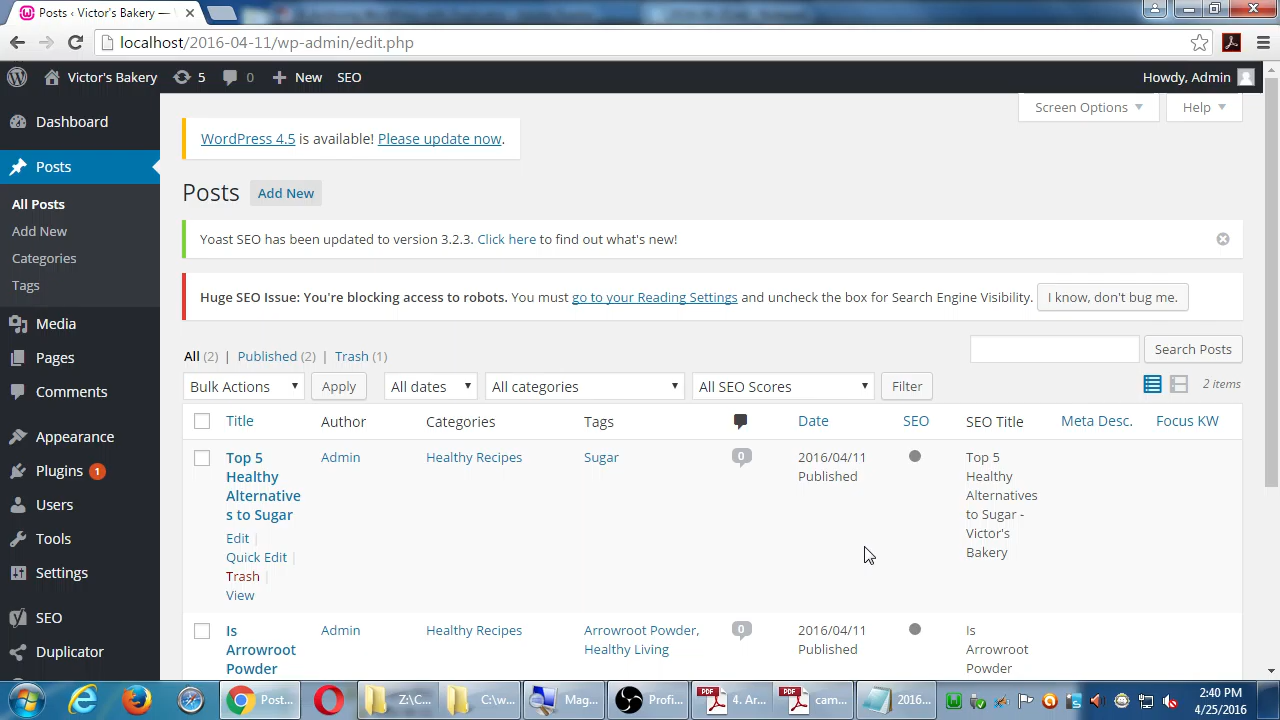 Victor's Bakery —
localhost/2016-04-11/wp-admin/edit.php
Victor's Bakery 5 0 New SEO Howdy, Admin
Screen Options Help
Dashboard
Posts
All Posts
Add New
Categories
Tags
Media
Pages
Comments
Appearance
Plugins 1
Users
Tools
Settings
SEO
Duplicator
WordPress 4.5 is available! Please update now.
Posts Add New
Yoast SEO has been updated to version 3.2.3. Click here to find out what's new!
Huge SEO Issue: You're blocking access to robots. You must go to your Reading Settings and uncheck the box for Search Engine Visibility. I know, don't bug me.
All (2) | Published (2) | Trash (1)
Search Posts
Bulk Actions Apply All dates All categories All SEO Scores Filter 2 items
Title Author Categories Tags Date SEO SEO Title Meta Desc. Focus KW
Top 5
Healthy
Alternative
s to Sugar
Edit |
Quick Edit |
Trash |
View
Admin
Healthy Recipes
Sugar
0
2016/04/11
Published
Top 5
Healthy
Alternatives
to Sugar -
Victor's
Bakery
Is
Arrowroot
Powder
Admin
Healthy Recipes
Arrowroot Powder,
Healthy Living
0
2016/04/11
Published
Is
Arrowroot
Powder
Post... Z:\C... C:\w... Mag... Profi... 4. Ar... cam... 2016...
2:40 PM
4/25/2016